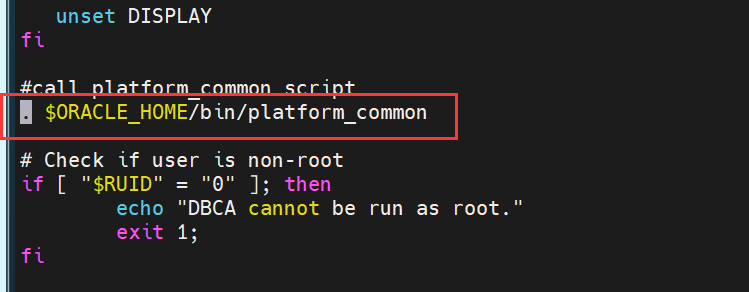 unset DISPLAY
fi
#call platform_common script
. $ORACLE_HOME/bin/platform_common
# Check if user is non-root
if [ "$RUID" = "0" ]; then
echo "DBCA cannot be run as root."
exit 1;
fi